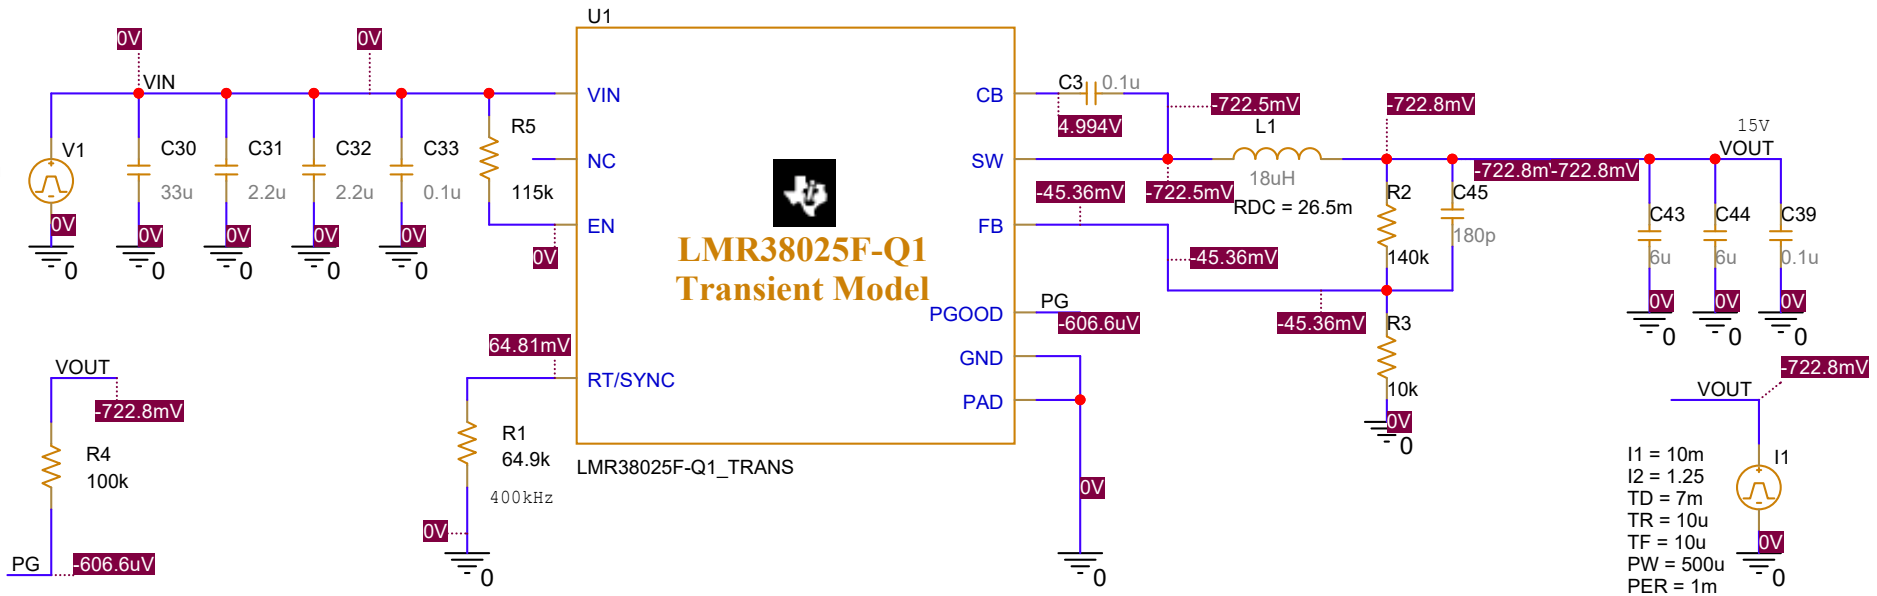 U1
0V
0V
VIN
VIN
CB
C3
0.1u
4.994V
-722.5mV
-722.8mV
L1
15V
VOUT
V1
C30
33u
C31
2.2u
C32
2.2u
C33
0.1u
R5
115k
NC
SW
-45.36mV
-722.5mV
18uH
RDC = 26.5m
-722.8m
-722.8mV
R2
140k
C45
180p
C43
6u
C44
6u
C39
0.1u
0V
0V
0V
0V
0V
0
0
0
0
0
EN
0V
FB
-45.36mV
LMR38025F-Q1
Transient Model
PGOOD
PG
-606.6uV
-45.36mV
R3
10k
0V
0
0V
0V
0V
0
0
0
64.81mV
RT/SYNC
GND
PAD
VOUT
-722.8mV
R4
100k
PG
-606.6uV
R1
64.9k
400kHz
0V
0
LMR38025F-Q1_TRANS
0V
0
-722.8mV
VOUT
I1 = 10m
I2 = 1.25
TD = 7m
TR = 10u
TF = 10u
PW = 500u
PER = 1m
I1
0V
0